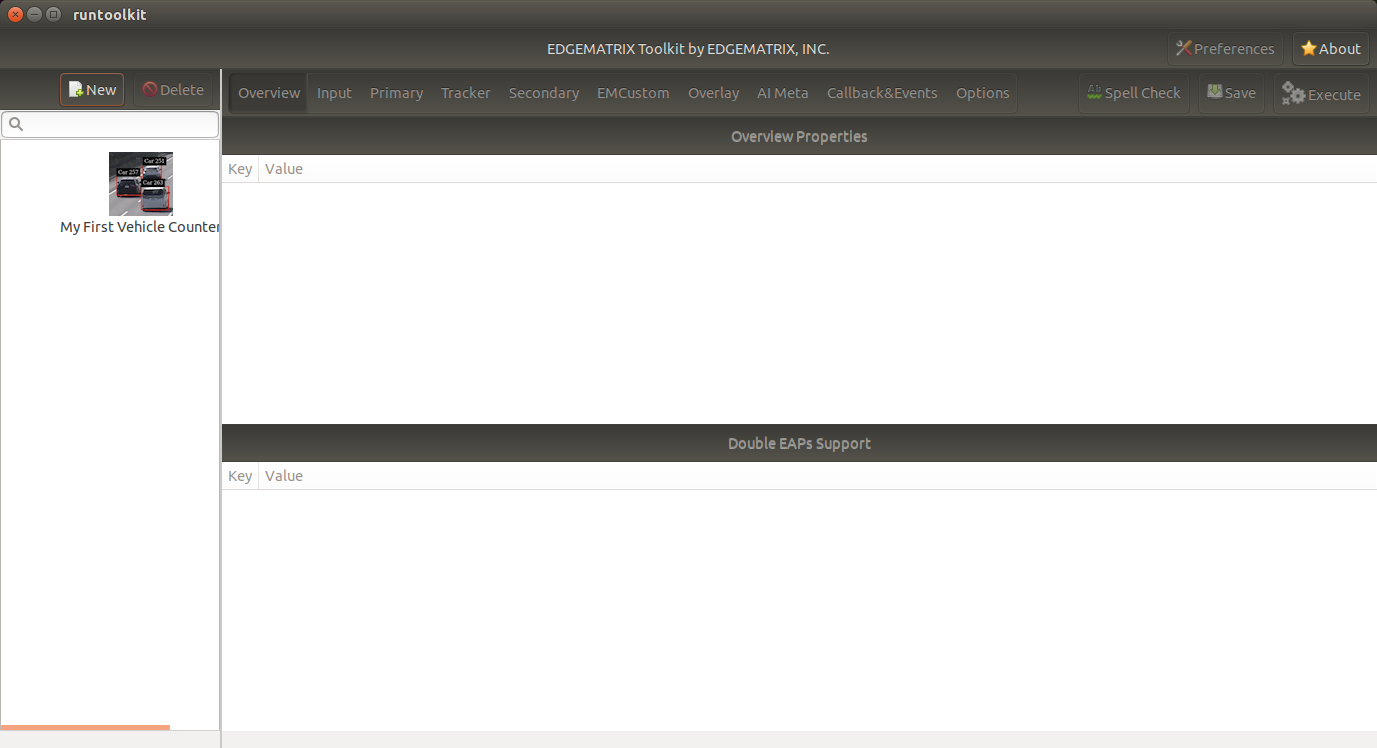 runtoolkit
EDGEMATRIX Toolkit by EDGEMATRIX, INC.
Preferences
About
New
Delete
Overview
Input
Primary
Tracker
Secondary
EMCustom
Overlay
AI Meta
Callback&Events
Options
Spell Check
Save
Execute
Overview Properties
Key
Value
Car 251
Car 257
Car 263
My First Vehicle Counter
Double EAPs Support
Key
Value